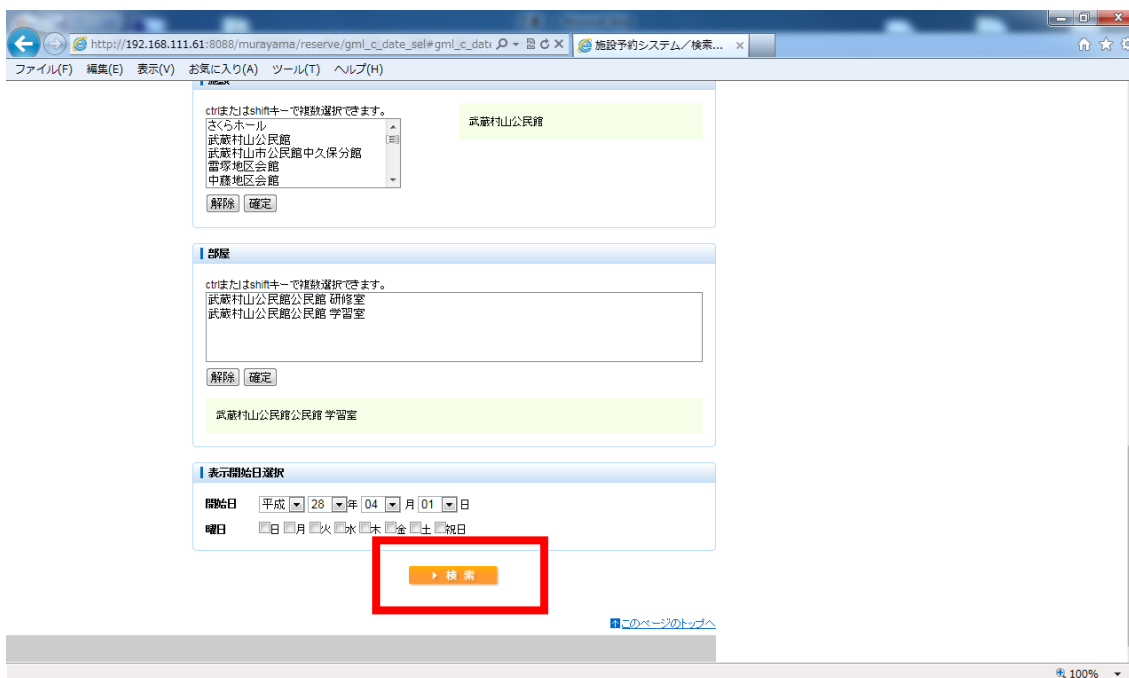 http://192.168.111.61:8088/murayama/reserve/gml_c_date_sel#gml_c_date
施設予約システム／検索...
ファイル(F) 編集(E) 表示(V) お気に入り(A) ツール(T) ヘルプ(H)
施設
ctrlまたはshiftキーで複数選択できます。
さくらホール
武蔵村山公民館
武蔵村山市公民館中久保分館
雷塚地区会館
中藤地区会館
武蔵村山公民館
解除 確定
部屋
ctrlまたはshiftキーで複数選択できます。
武蔵村山公民館公民館 研修室
武蔵村山公民館公民館 学習室
解除 確定
武蔵村山公民館公民館 学習室
表示開始日選択
開始日 平成 28 年 04 月 01 日
曜日 日 月 火 水 木 金 土 祝日
検索
このページのトップへ
100%